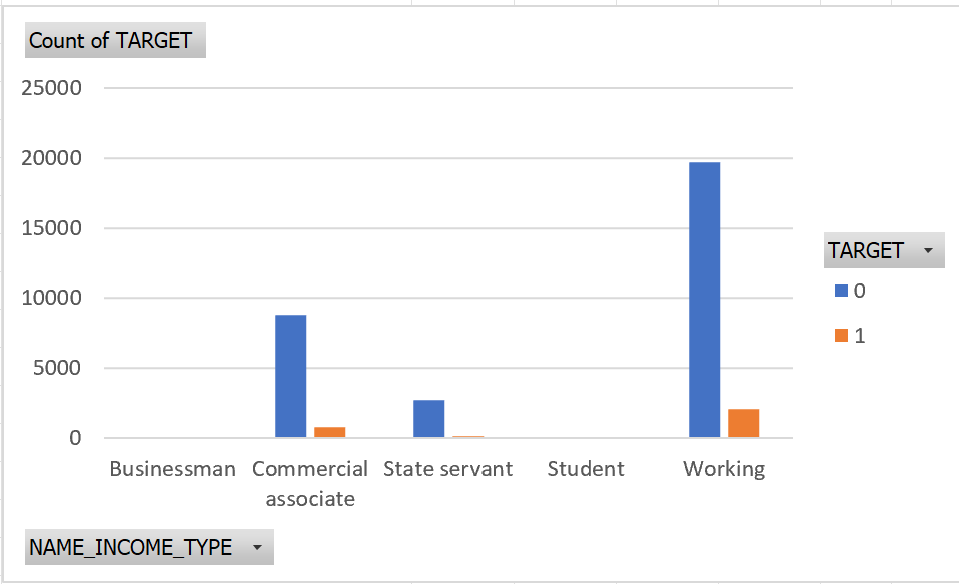 Count of TARGET
25000
20000
15000
10000
5000
0
Businessman
Commercial
associate
State servant
Student
Working
TARGET
0
1
NAME_INCOME_TYPE